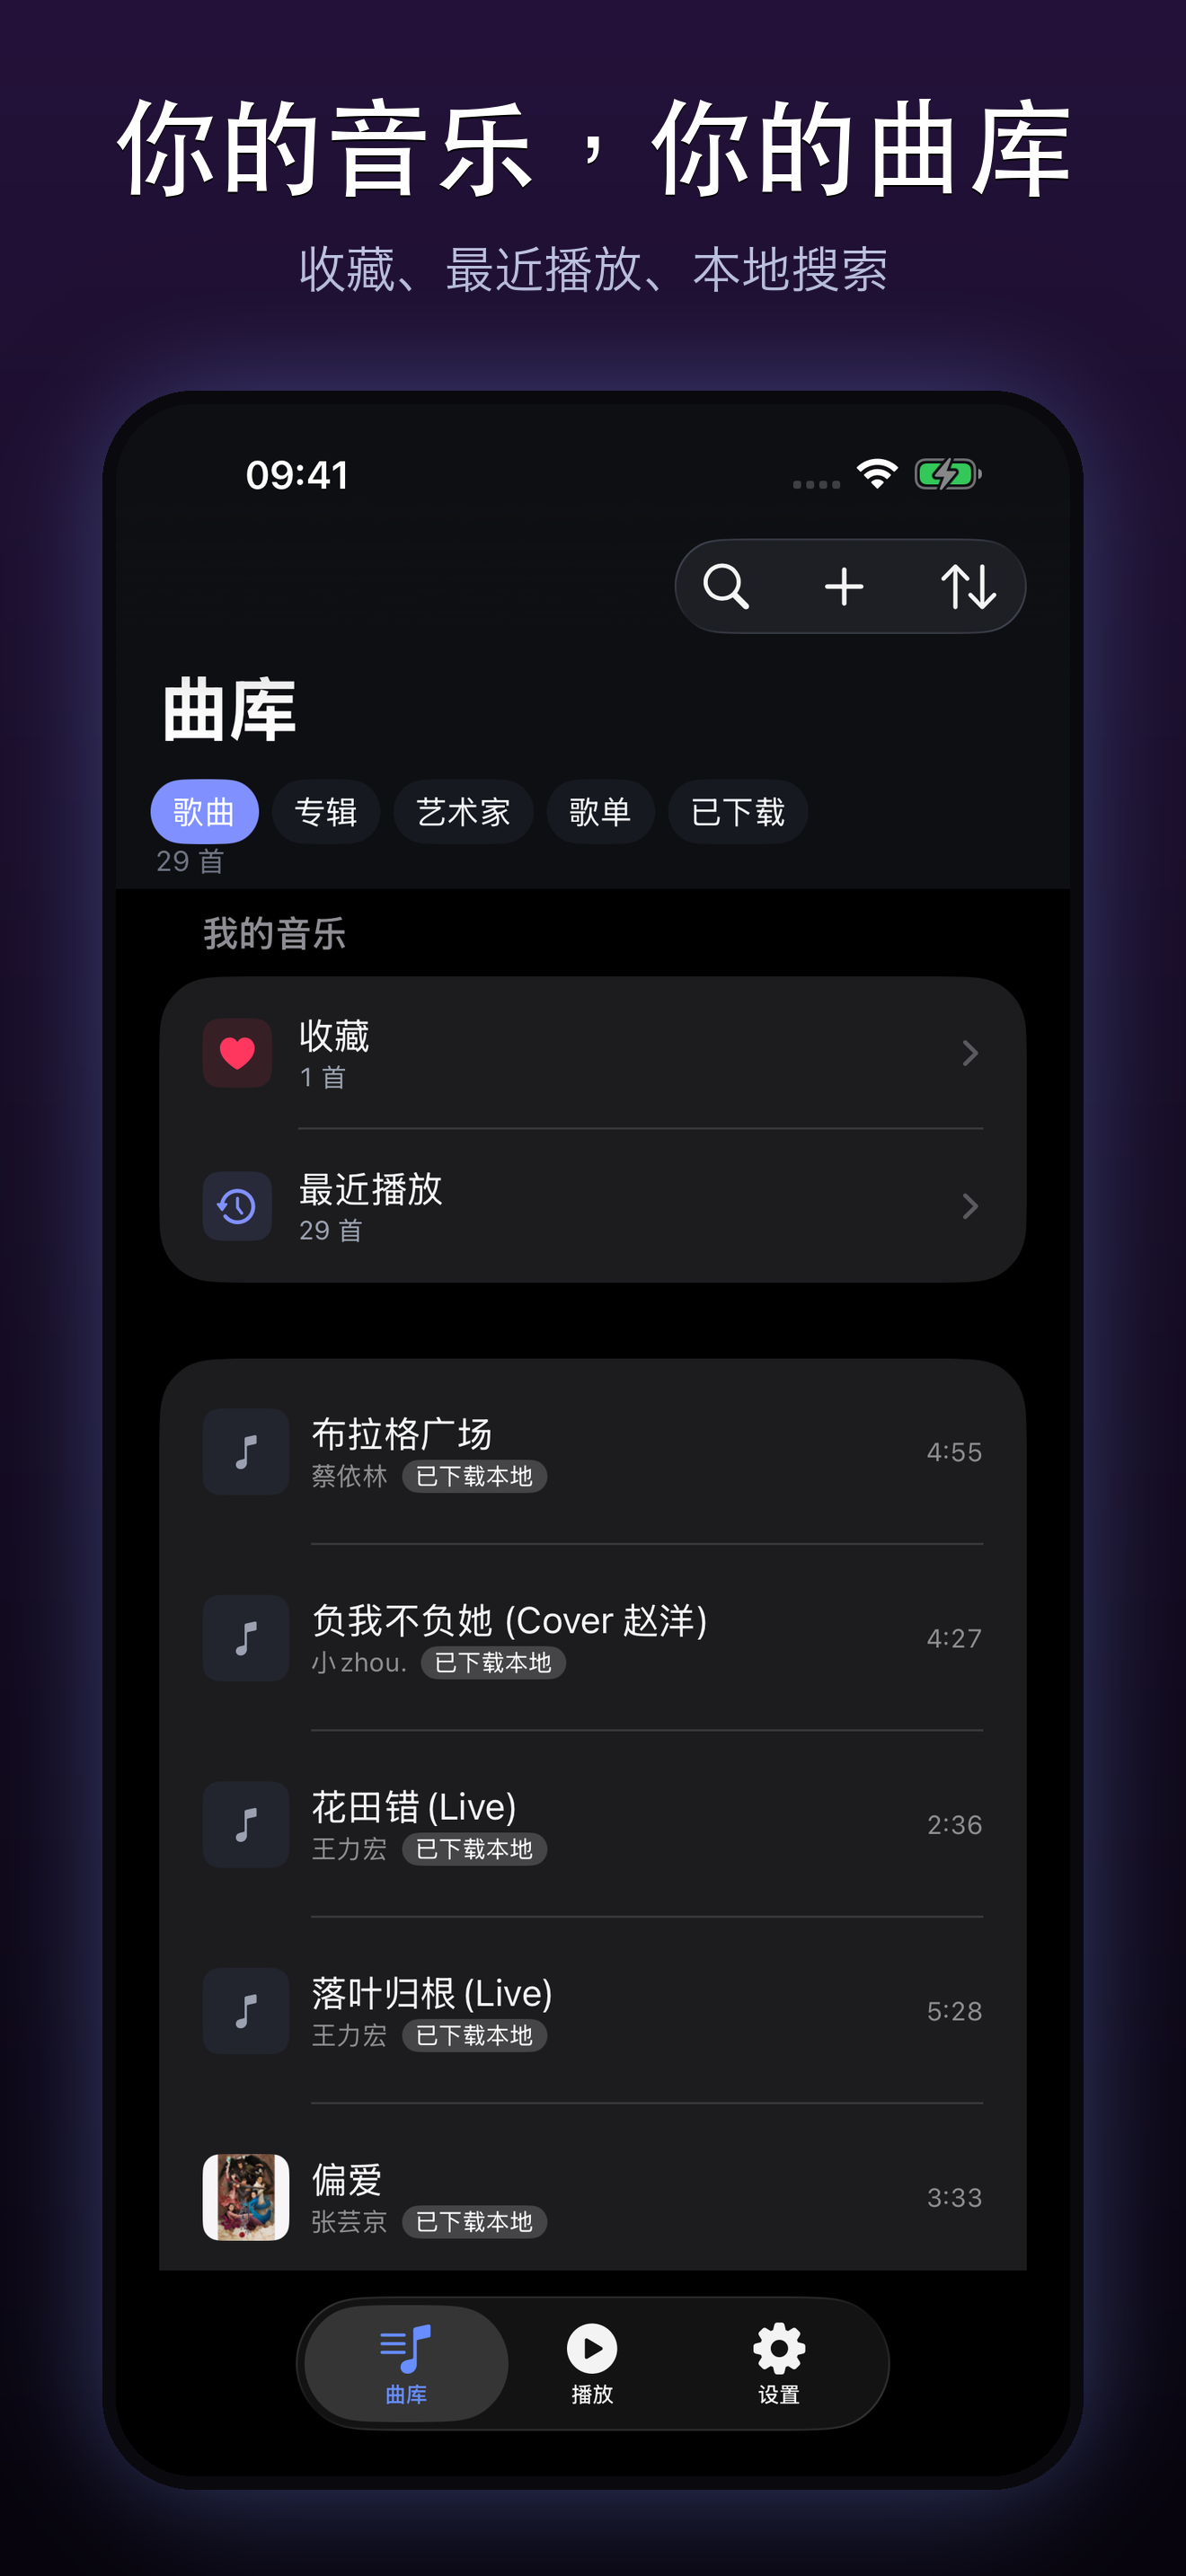 你的音乐，你的曲库
收藏、最近播放、本地搜索
09:41
曲库
歌曲 专辑 艺术家 歌单 已下载
29 首
我的音乐
收藏
1 首
最近播放
29 首
布拉格广场
蔡依林 已下载本地
4:55
负我不负她 (Cover 赵洋)
小zhou. 已下载本地
4:27
花田错 (Live)
王力宏 已下载本地
2:36
落叶归根 (Live)
王力宏 已下载本地
5:28
偏爱
张芸京 已下载本地
3:33
曲库 播放 设置